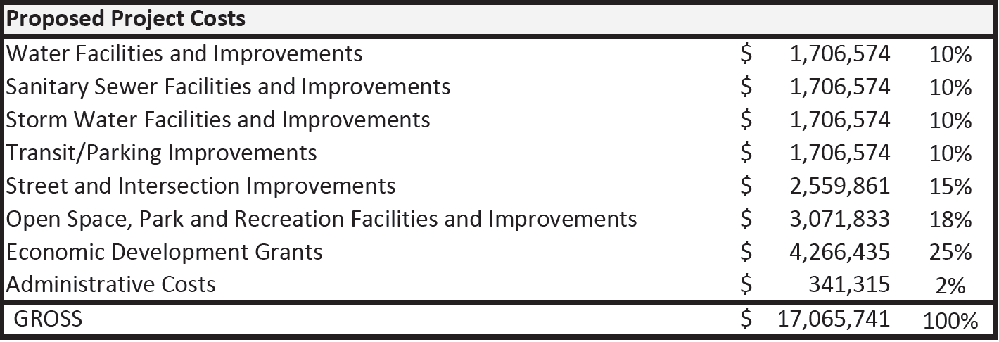 Proposed Project Costs
Water Facilities and Improvements $ 1,706,574 10%
Sanitary Sewer Facilities and Improvements $ 1,706,574 10%
Storm Water Facilities and Improvements $ 1,706,574 10%
Transit/Parking Improvements $ 1,706,574 10%
Street and Intersection Improvements $ 2,559,861 15%
Open Space, Park and Recreation Facilities and Improvements $ 3,071,833 18%
Economic Development Grants $ 4,266,435 25%
Administrative Costs $ 341,315 2%
GROSS $ 17,065,741 100%